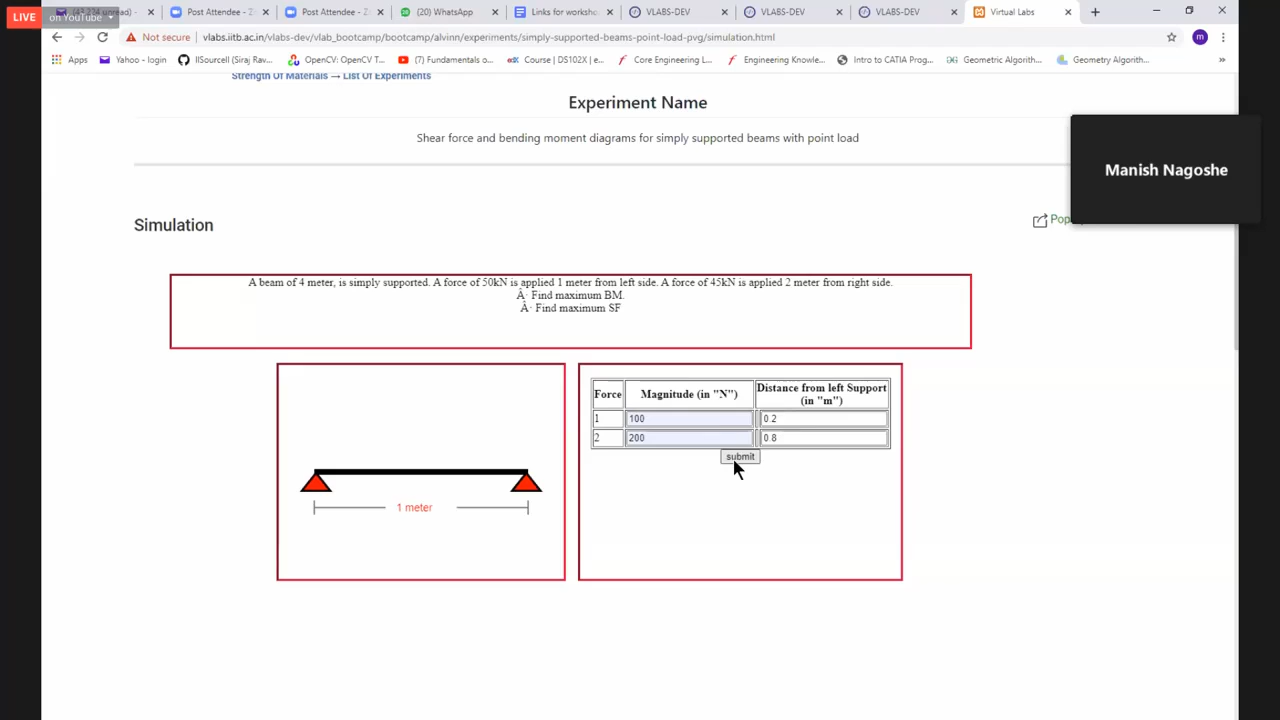 LIVE on YouTube
(41,224 unread) -
Post Attendee - Z
Post Attendee - Z
(20) WhatsApp
Links for worksho
VLABS-DEV
VLABS-DEV
VLABS-DEV
Virtual Labs
Not secure | vlabs.iitb.ac.in/vlabs-dev/vlab_bootcamp/bootcamp/alvinn/experiments/simply-supported-beams-point-load-pvg/simulation.html
m
Apps
Yahoo - login
IISourcell (Siraj Rav...
OpenCV: OpenCV T...
(7) Fundamentals o...
Course | DS102X | e...
Core Engineering L...
Engineering Knowle...
Intro to CATIA Prog...
Geometric Algorith...
Geometry Algorith...
»
Strength Of Materials → List Of Experiments
Experiment Name
Shear force and bending moment diagrams for simply supported beams with point load
Manish Nagoshe
Simulation
Pop
A beam of 4 meter, is simply supported. A force of 50kN is applied 1 meter from left side. A force of 45kN is applied 2 meter from right side.
Â· Find maximum BM.
Â· Find maximum SF
Force
Magnitude (in "N")
Distance from left Support
(in "m")
1 100 0.2
2 200 0.8
submit
1 meter